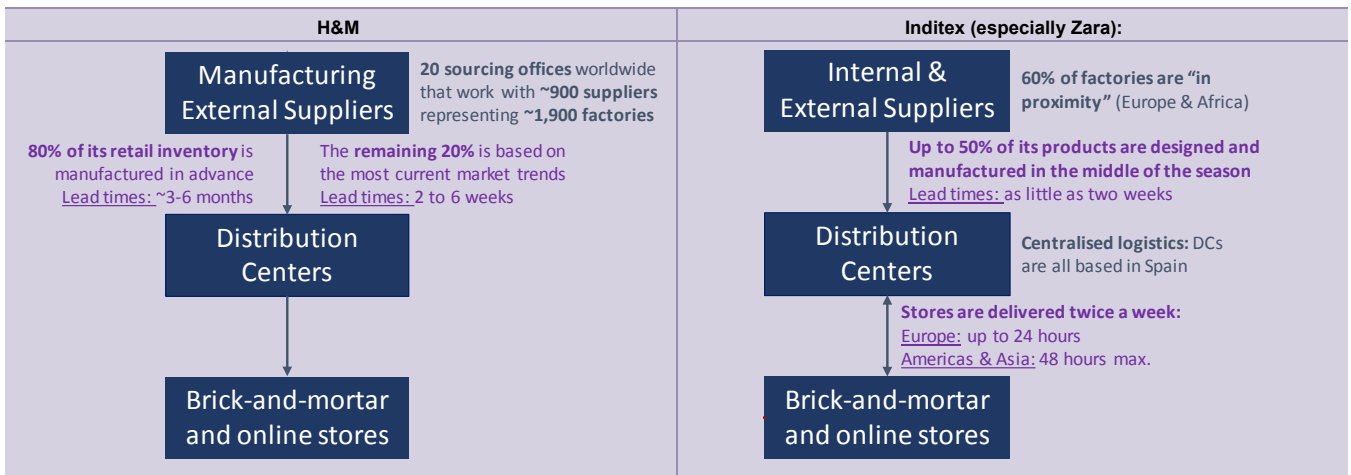 H&M
Manufacturing
External Suppliers
20 sourcing offices worldwide
that work with ~900 suppliers
representing ~1,900 factories
80% of its retail inventory is
manufactured in advance
Lead times: ~3-6 months
The remaining 20% is based on
the most current market trends
Lead times: 2 to 6 weeks
Distribution
Centers
Brick-and-mortar
and online stores
Inditex (especially Zara):
Internal &
External Suppliers
60% of factories are “in
proximity” (Europe & Africa)
Up to 50% of its products are designed and
manufactured in the middle of the season
Lead times: as little as two weeks
Distribution
Centers
Centralised logistics: DCs
are all based in Spain
Stores are delivered twice a week:
Europe: up to 24 hours
Americas & Asia: 48 hours max.
Brick-and-mortar
and online stores